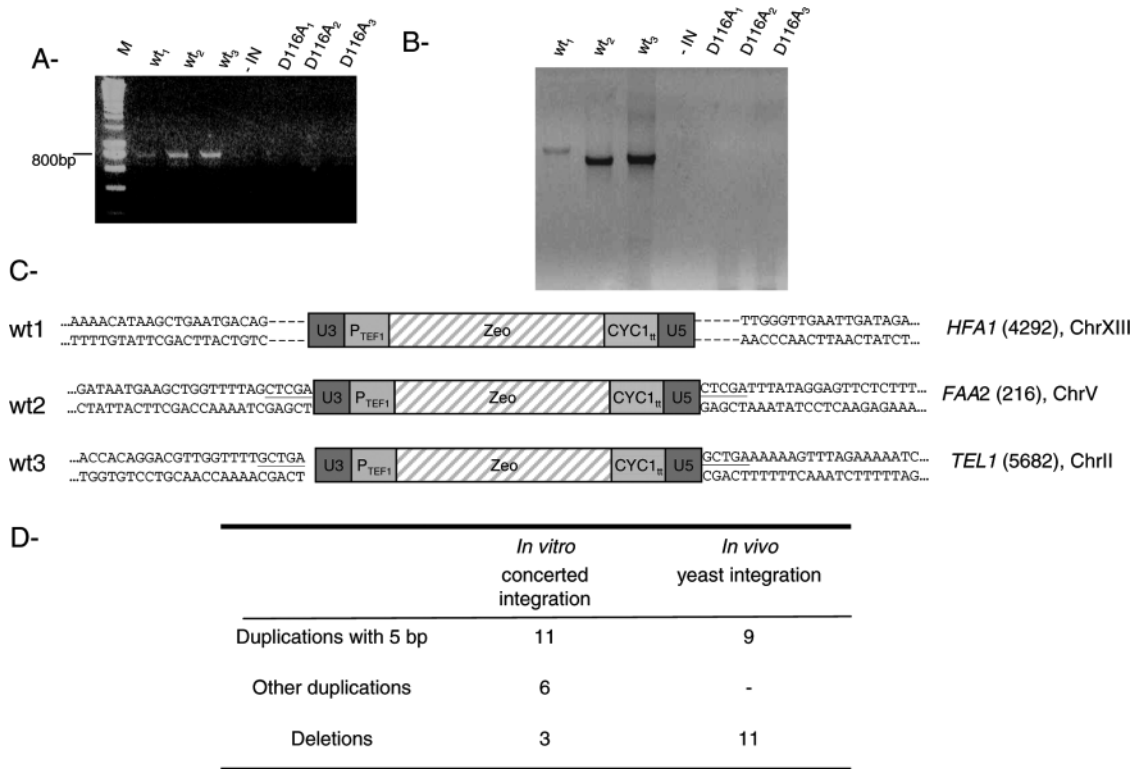 A-
M wt1 wt2 wt3 - IN D116A1 D116A2 D116A3
800bp
B-
wt1 wt2 wt3 - IN D116A1 D116A2 D116A3
C-
wt1
...AAAACATAAGCTGAATGACAG----- U3 PTEF1 Zeo CYC1tt U5 -----TTGGGTTGAATTGATAGA...
...TTTTGTATTCGACTTACTGTC----- -----AACCCAACTTAACTATCT...
HFA1 (4292), ChrXIII
wt2
...GATAATGAAGCTGGTTTTAGCTCGA U3 PTEF1 Zeo CYC1tt U5 CTCGATTTATAGGAGTTCTCTTT...
...CTATTACTTCGACCAAAATCGAGCT GAGCTAAATATCCTCAAGAGAAA...
FAA2 (216), ChrV
wt3
...ACCACAGGACGTTGGTTTTGCTGA U3 PTEF1 Zeo CYC1tt U5 GCTGAAAAAAGTTTAGAAAAATC...
...TGGTGTCCTGCAACCAAAACGACT CGACTTTTTTCAAATCTTTTTAG...
TEL1 (5682), ChrII
D-
In vitro concerted integration
In vivo yeast integration
Duplications with 5 bp 11 9
Other duplications 6 -
Deletions 3 11